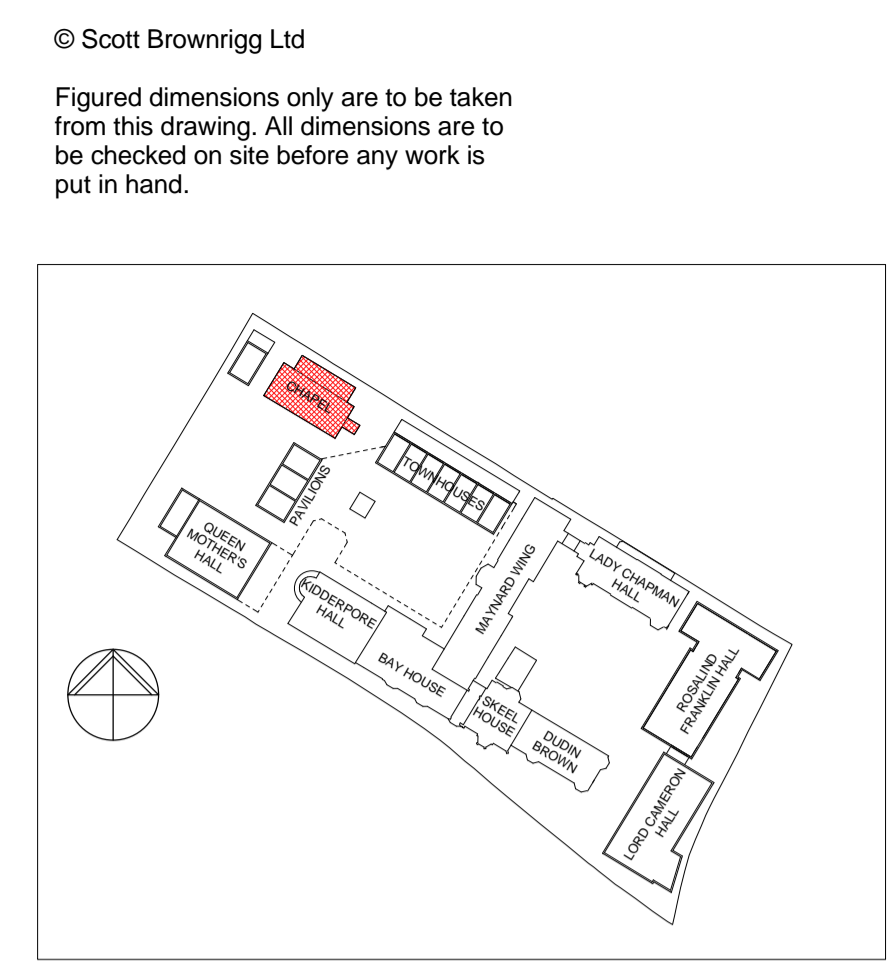 © Scott Brownrigg Ltd
Figured dimensions only are to be taken
from this drawing. All dimensions are to
be checked on site before any work is
put in hand.
CHAPEL
TOWNHOUSES
PAVILIONS
QUEEN
MOTHER'S
HALL
KIDDERPORE
HALL
BAY HOUSE
MAYNARD WING
LADY CHAPMAN
HALL
SKEEL
HOUSE
DUDIN
BROWN
ROSALIND
FRANKLIN HALL
LORD CAMERON
HALL